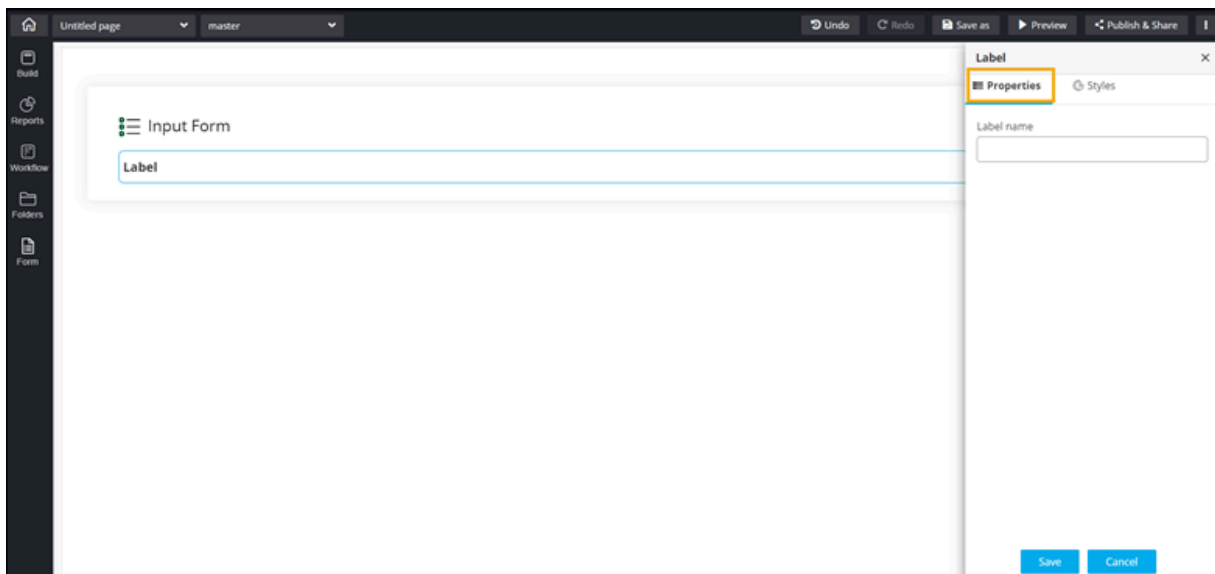 Untitled page master Undo Redo Save as Preview Publish & Share
Build
Reports
Workflow
Folders
Form
Input Form
Label
Label
Properties Styles
Label name
Save Cancel